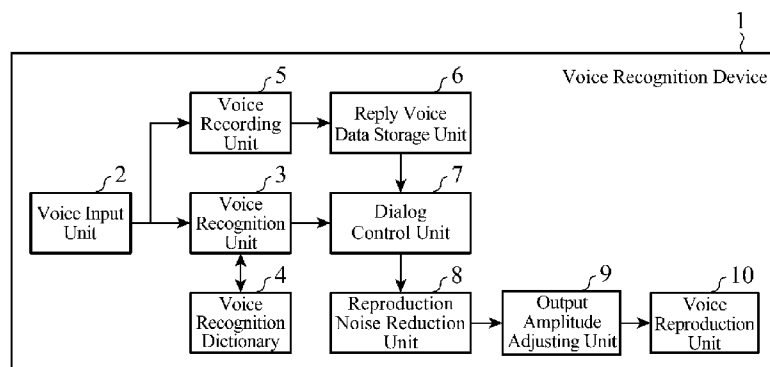 1
Voice Recognition Device
5
Voice
Recording
Unit
6
Reply Voice
Data Storage Unit
2
Voice Input
Unit
3
Voice
Recognition
Unit
7
Dialog
Control Unit
4
Voice
Recognition
Dictionary
8
Reproduction
Noise Reduction
Unit
9
Output
Amplitude
Adjusting Unit
10
Voice
Reproduction
Unit